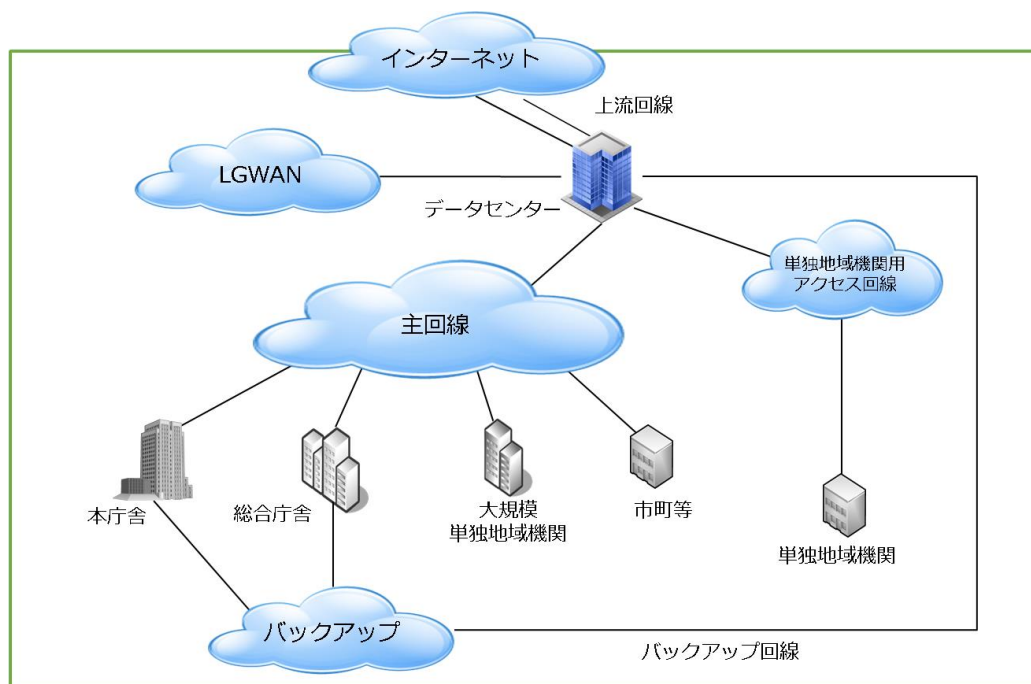 インターネット
上流回線
LGWAN
データセンター
単独地域機関用
アクセス回線
主回線
本庁舎
総合庁舎
大規模
単独地域機関
市町等
単独地域機関
バックアップ
バックアップ回線